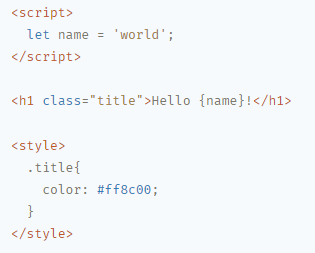 <script>
  let name = 'world';
</script>

<h1 class="title">Hello {name}!</h1>

<style>
  .title{
    color: #ff8c00;
  }
</style>